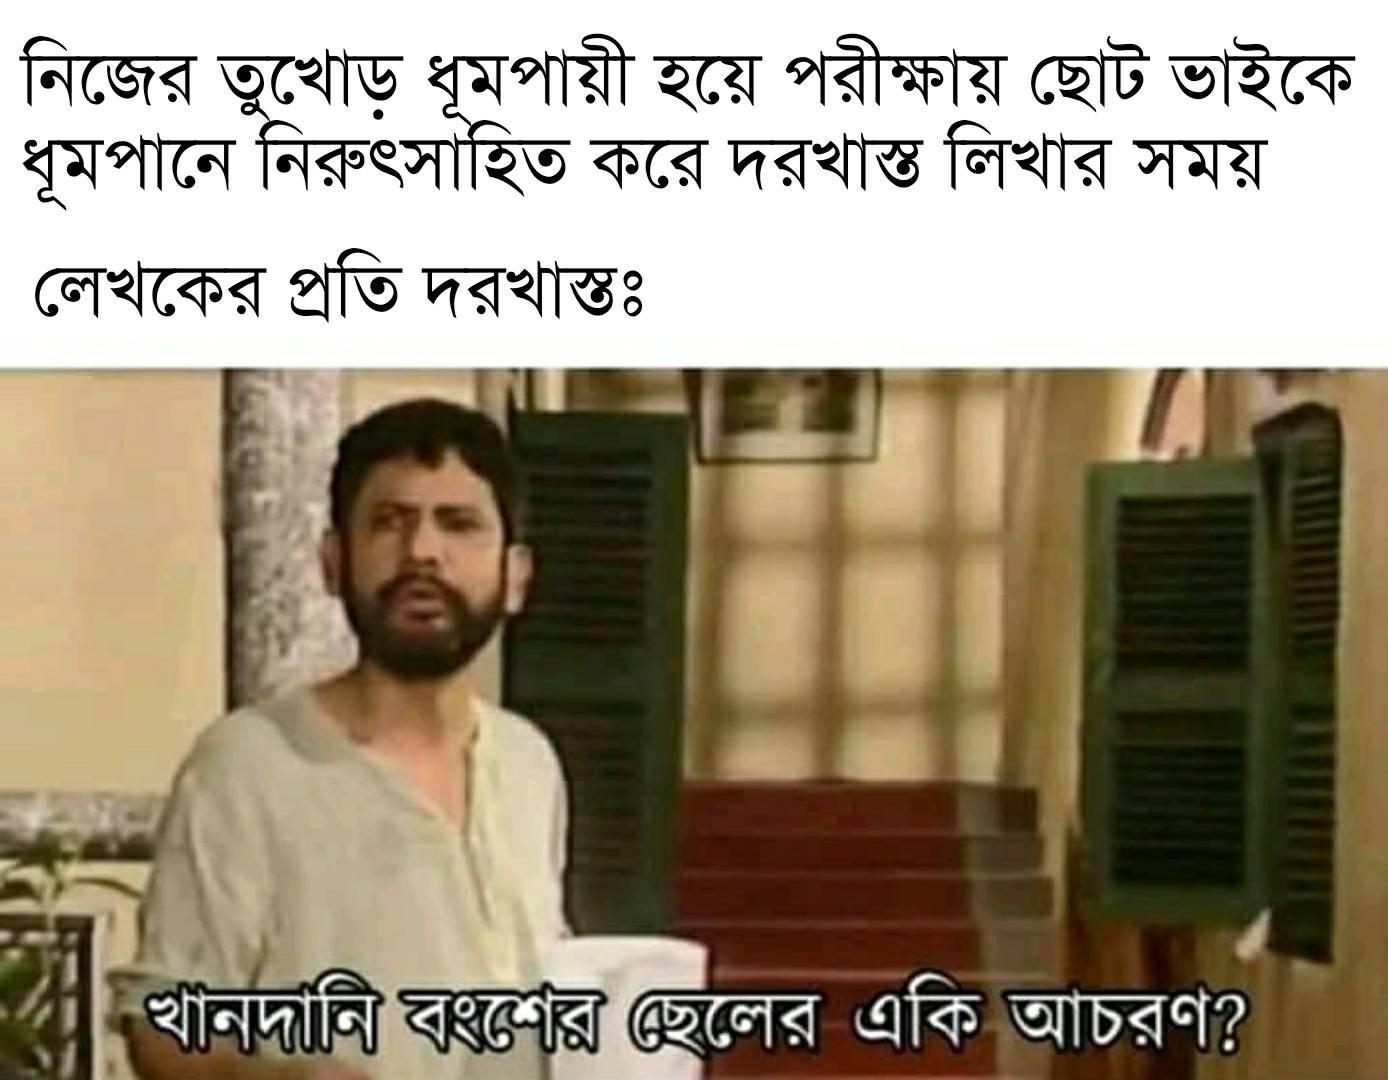 নিজের তুখোড় ধূমপায়ী হয়ে পরীক্ষায় ছোট ভাইকে
ধূমপানে নিরুৎসাহিত করে দরখাস্ত লিখার সময়
লেখকের প্রতি দরখাস্তঃ
খানদানি বংশের ছেলের একি আচরণ?